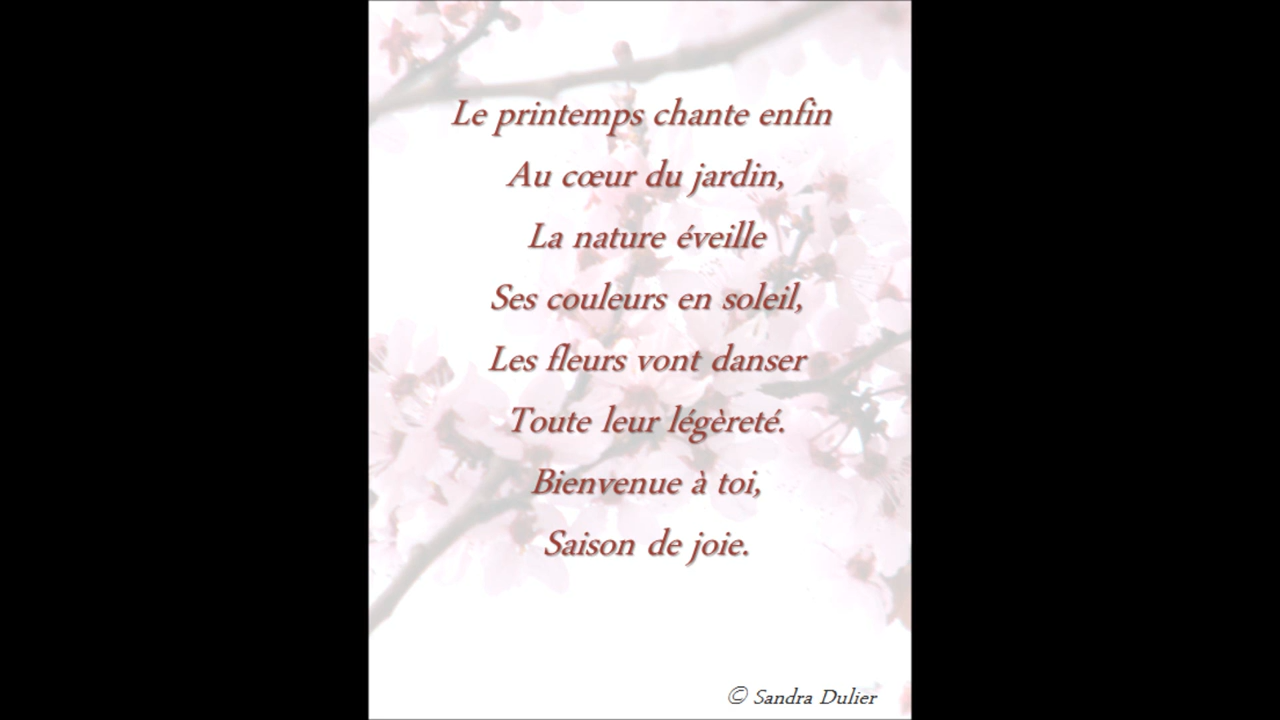 Le printemps chante enfin
Au cœur du jardin,
La nature éveille
Ses couleurs en soleil,
Les fleurs vont danser
Toute leur légèreté.
Bienvenue à toi,
Saison de joie.
© Sandra Dulier